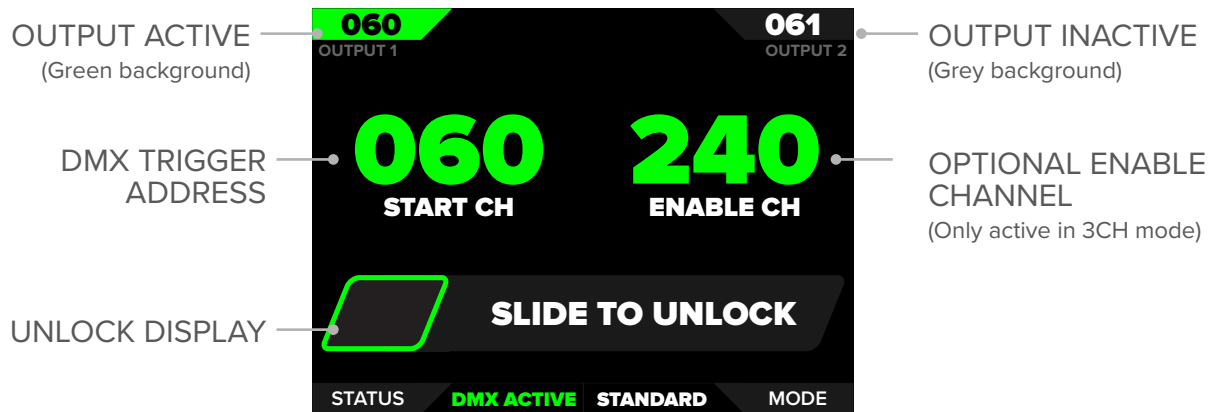 060
OUTPUT 1
061
OUTPUT 2
OUTPUT ACTIVE
(Green background)
OUTPUT INACTIVE
(Grey background)
DMX TRIGGER
ADDRESS
060
START CH
240
ENABLE CH
OPTIONAL ENABLE
CHANNEL
(Only active in 3CH mode)
UNLOCK DISPLAY
SLIDE TO UNLOCK
STATUS
DMX ACTIVE
STANDARD
MODE